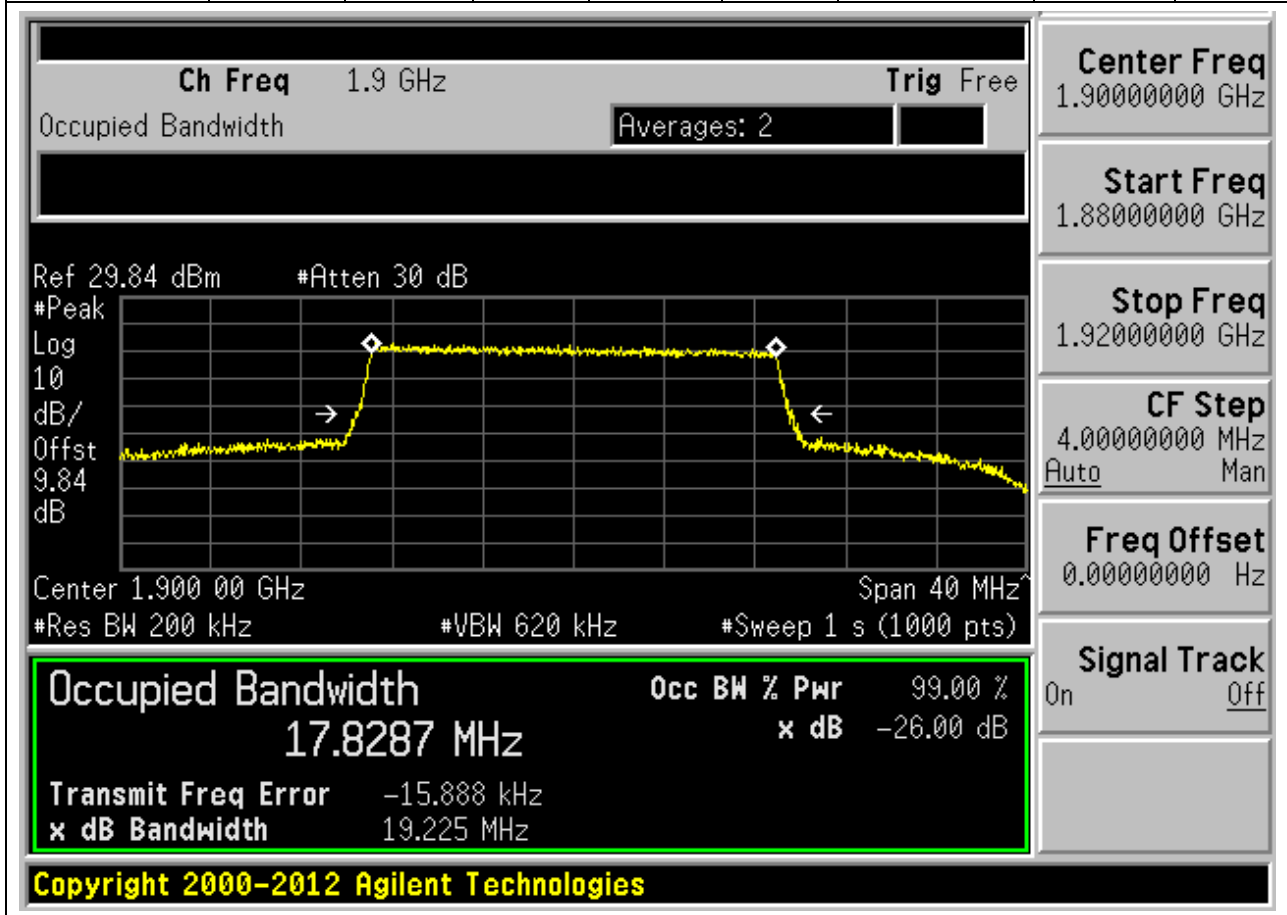 Ch Freq 1.9 GHz Trig Free
Occupied Bandwidth Averages: 2
Ref 29.84 dBm #Atten 30 dB
#Peak
Log
10
dB/
Offst
9.84
dB
Center 1.900 00 GHz Span 40 MHz^
#Res BW 200 kHz #VBW 620 kHz #Sweep 1 s (1000 pts)
Occupied Bandwidth Occ BW % Pwr 99.00 %
17.8287 MHz x dB -26.00 dB
Transmit Freq Error -15.888 kHz
x dB Bandwidth 19.225 MHz
Copyright 2000-2012 Agilent Technologies
Center Freq
1.90000000 GHz
Start Freq
1.88000000 GHz
Stop Freq
1.92000000 GHz
CF Step
4.00000000 MHz
Auto Man
Freq Offset
0.00000000 Hz
Signal Track
On Off